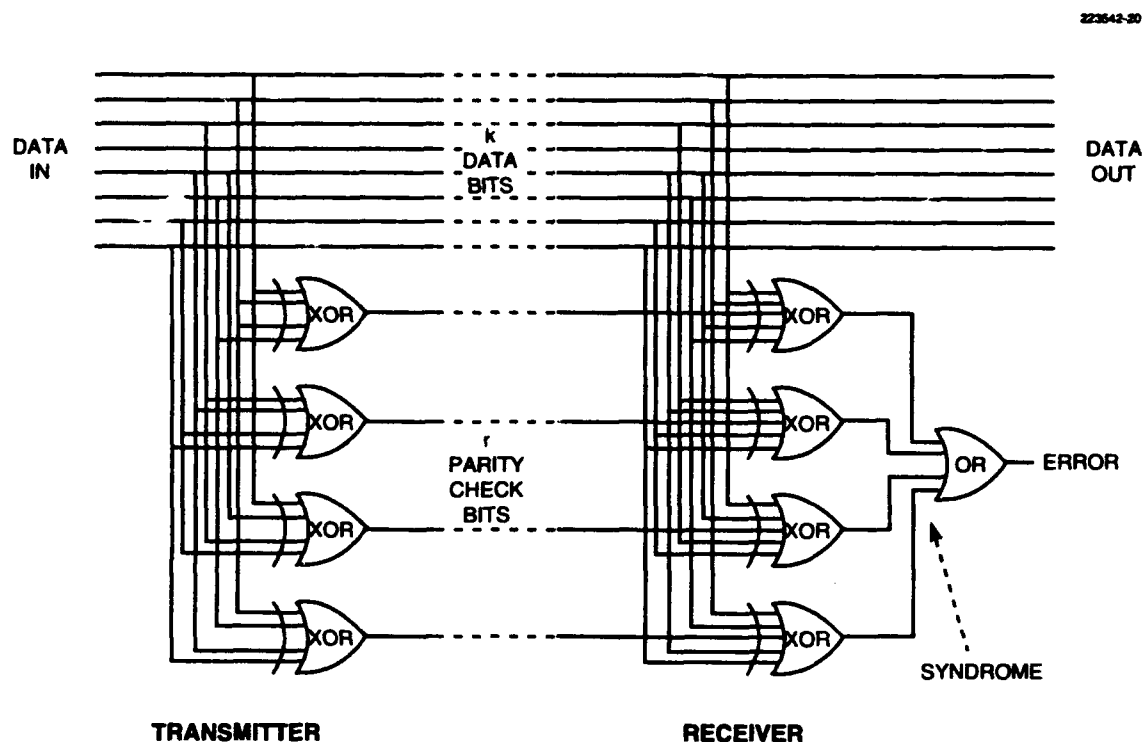 223542-20
DATA
IN
k
DATA
BITS
DATA
OUT
XOR
XOR
XOR
XOR
r
PARITY
CHECK
BITS
XOR
XOR
XOR
XOR
OR
ERROR
SYNDROME
TRANSMITTER
RECEIVER